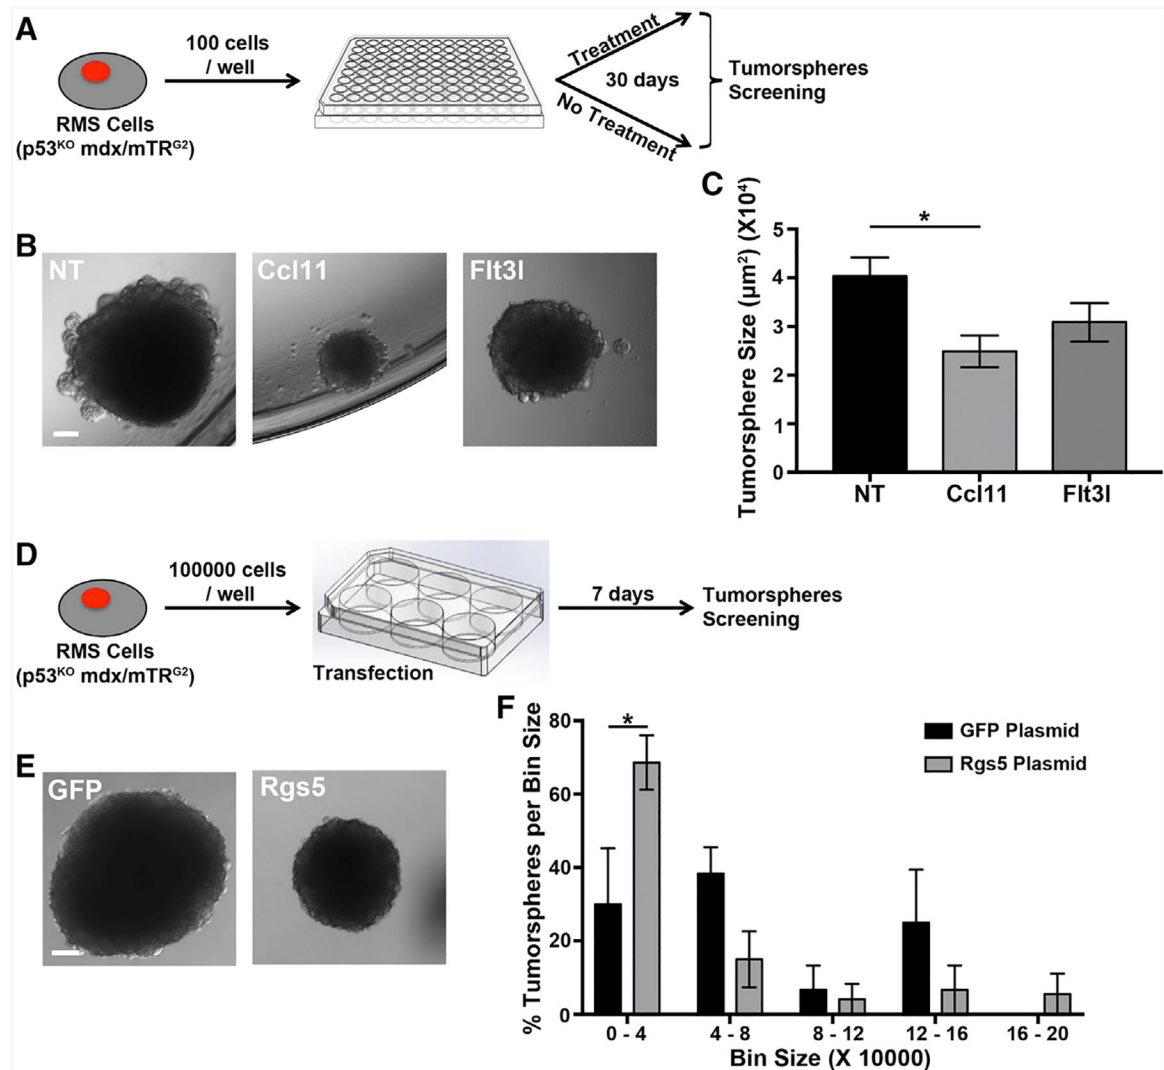 A
100 cells
/ well
Treatment
30 days
No Treatment
Tumorspheres
Screening
RMS Cells
(p53ᴷᴼ mdx/mTRᴳ²)
B
NT
Ccl11
Flt3l
C
Tumorsphere Size (µm²) (X10⁴)
*
5
4
3
2
1
0
NT
Ccl11
Flt3l
D
100000 cells
/ well
7 days
Tumorspheres
Screening
RMS Cells
(p53ᴷᴼ mdx/mTRᴳ²)
Transfection
E
GFP
Rgs5
F
% Tumorspheres per Bin Size
*
80
60
40
20
0
GFP Plasmid
Rgs5 Plasmid
0 - 4
4 - 8
8 - 12
12 - 16
16 - 20
Bin Size (X 10000)